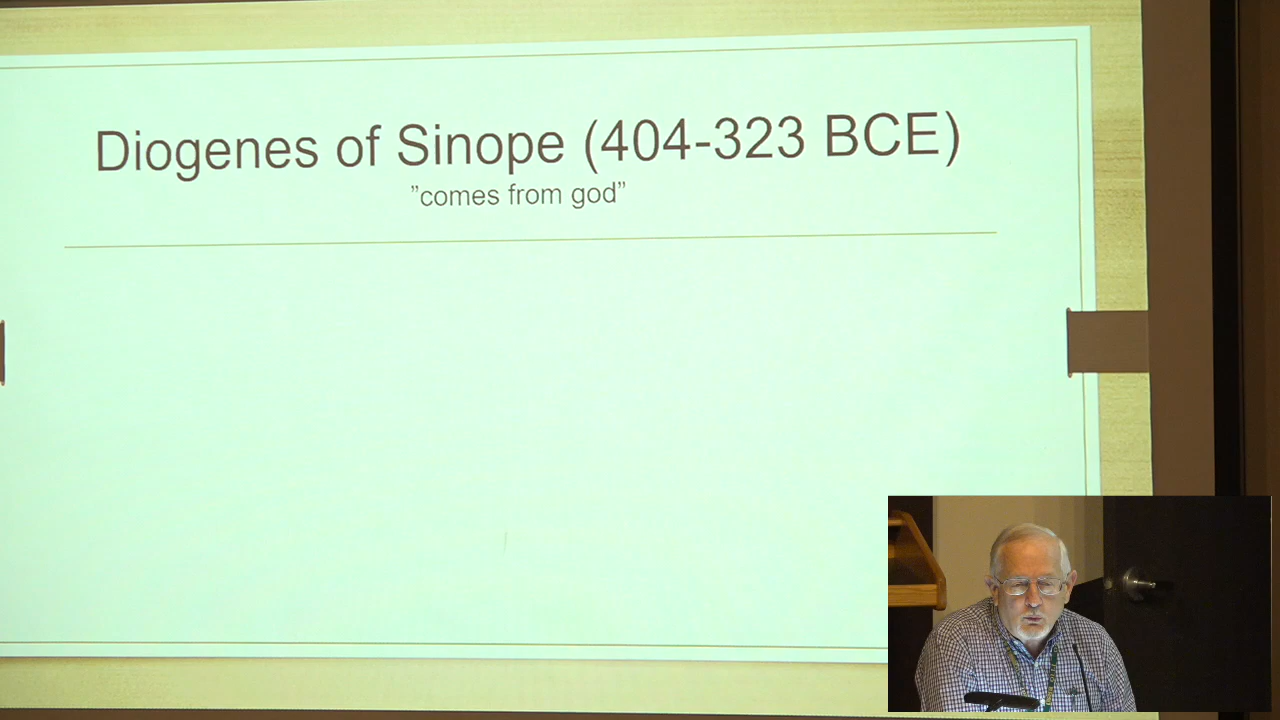 Diogenes of Sinope (404-323 BCE)
”comes from god”